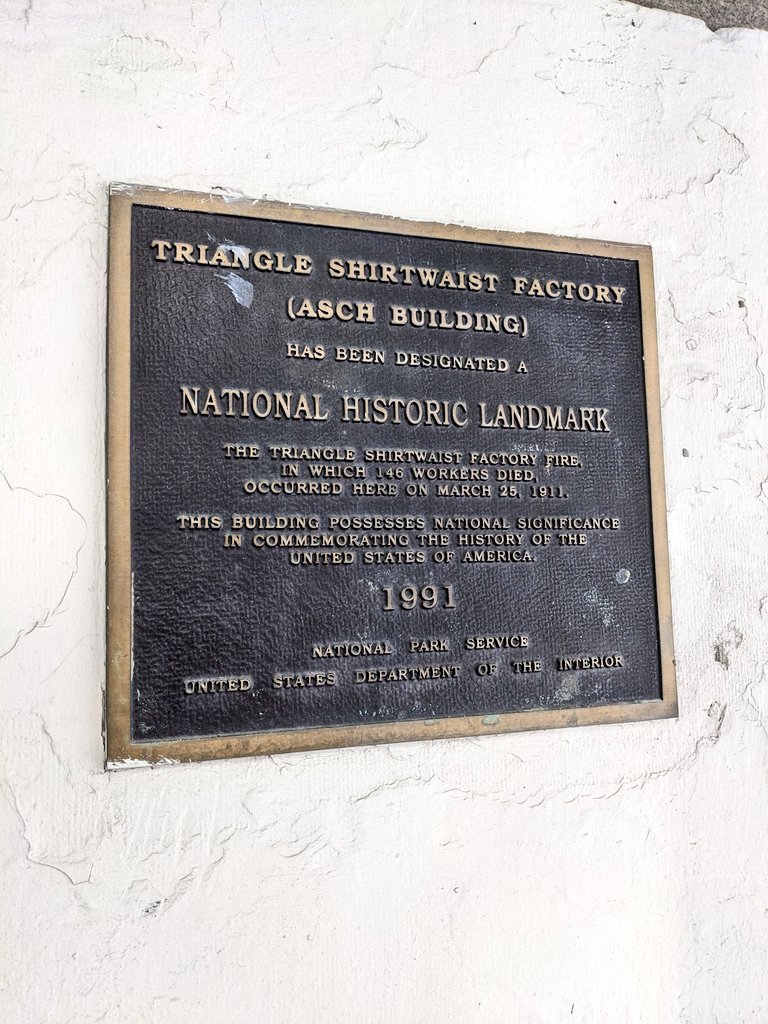 TRIANGLE SHIRTWAIST FACTORY
(ASCH BUILDING)
HAS BEEN DESIGNATED A
NATIONAL HISTORIC LANDMARK
THE TRIANGLE SHIRTWAIST FACTORY FIRE,
IN WHICH 146 WORKERS DIED,
OCCURRED HERE ON MARCH 25, 1911.
THIS BUILDING POSSESSES NATIONAL SIGNIFICANCE
IN COMMEMORATING THE HISTORY OF THE
UNITED STATES OF AMERICA.
1991
NATIONAL PARK SERVICE
UNITED STATES DEPARTMENT OF THE INTERIOR